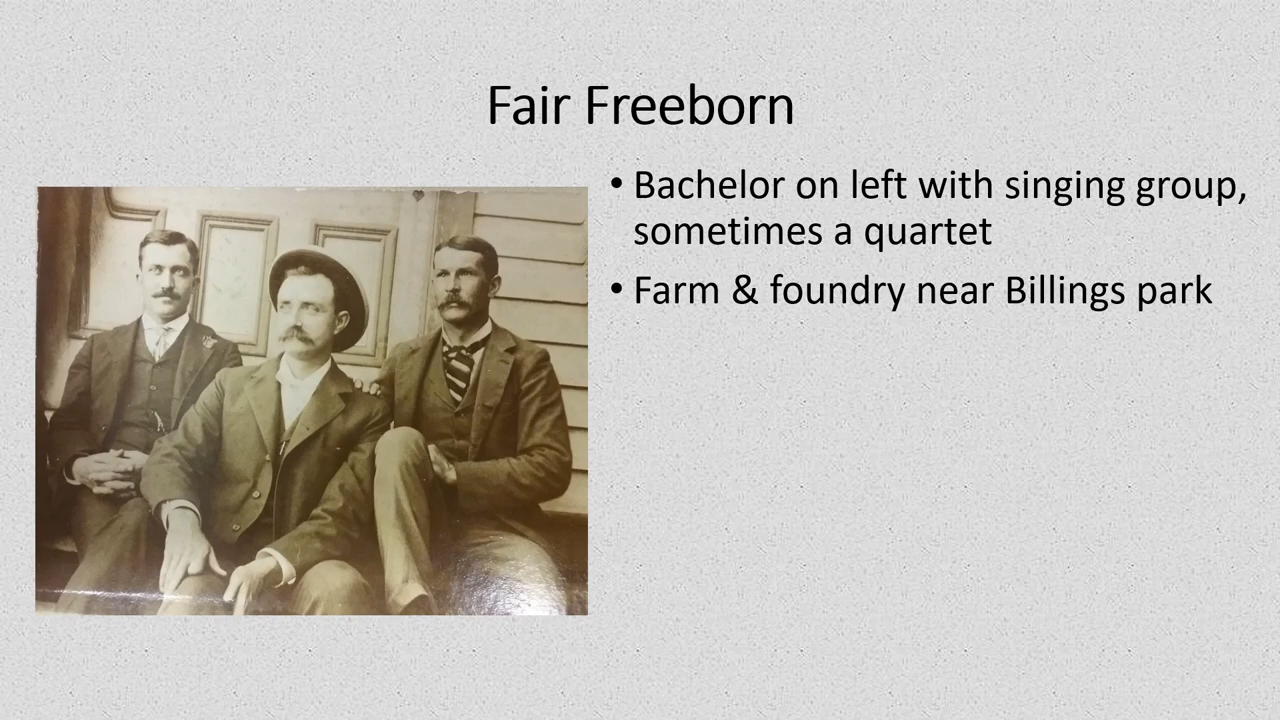 Fair Freeborn
• Bachelor on left with singing group,
sometimes a quartet
• Farm & foundry near Billings park